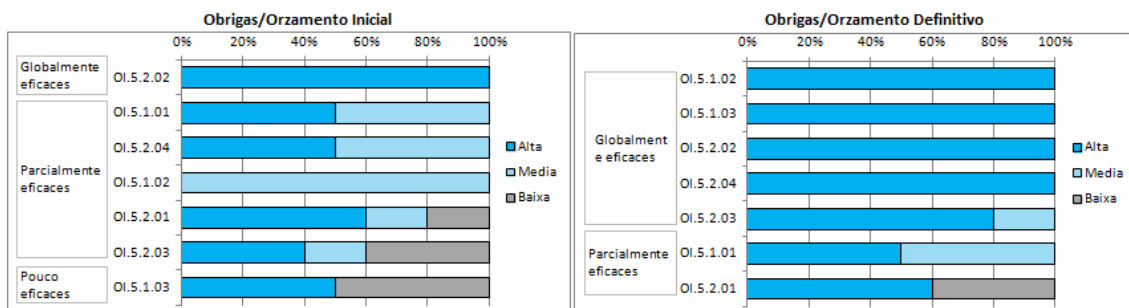 Obrigas/Orzamento Inicial
0% 20% 40% 60% 80% 100%
Globalmente
eficaces
OI.5.2.02
OI.5.1.01
OI.5.2.04
Parcialmente
eficaces
OI.5.1.02
OI.5.2.01
OI.5.2.03
Pouco
eficaces
OI.5.1.03
Alta
Media
Baixa
Obrigas/Orzamento Definitivo
0% 20% 40% 60% 80% 100%
OI.5.1.02
OI.5.1.03
Globalment
e eficaces
OI.5.2.02
OI.5.2.04
OI.5.2.03
Parcialmente
eficaces
OI.5.1.01
OI.5.2.01
Alta
Media
Baixa